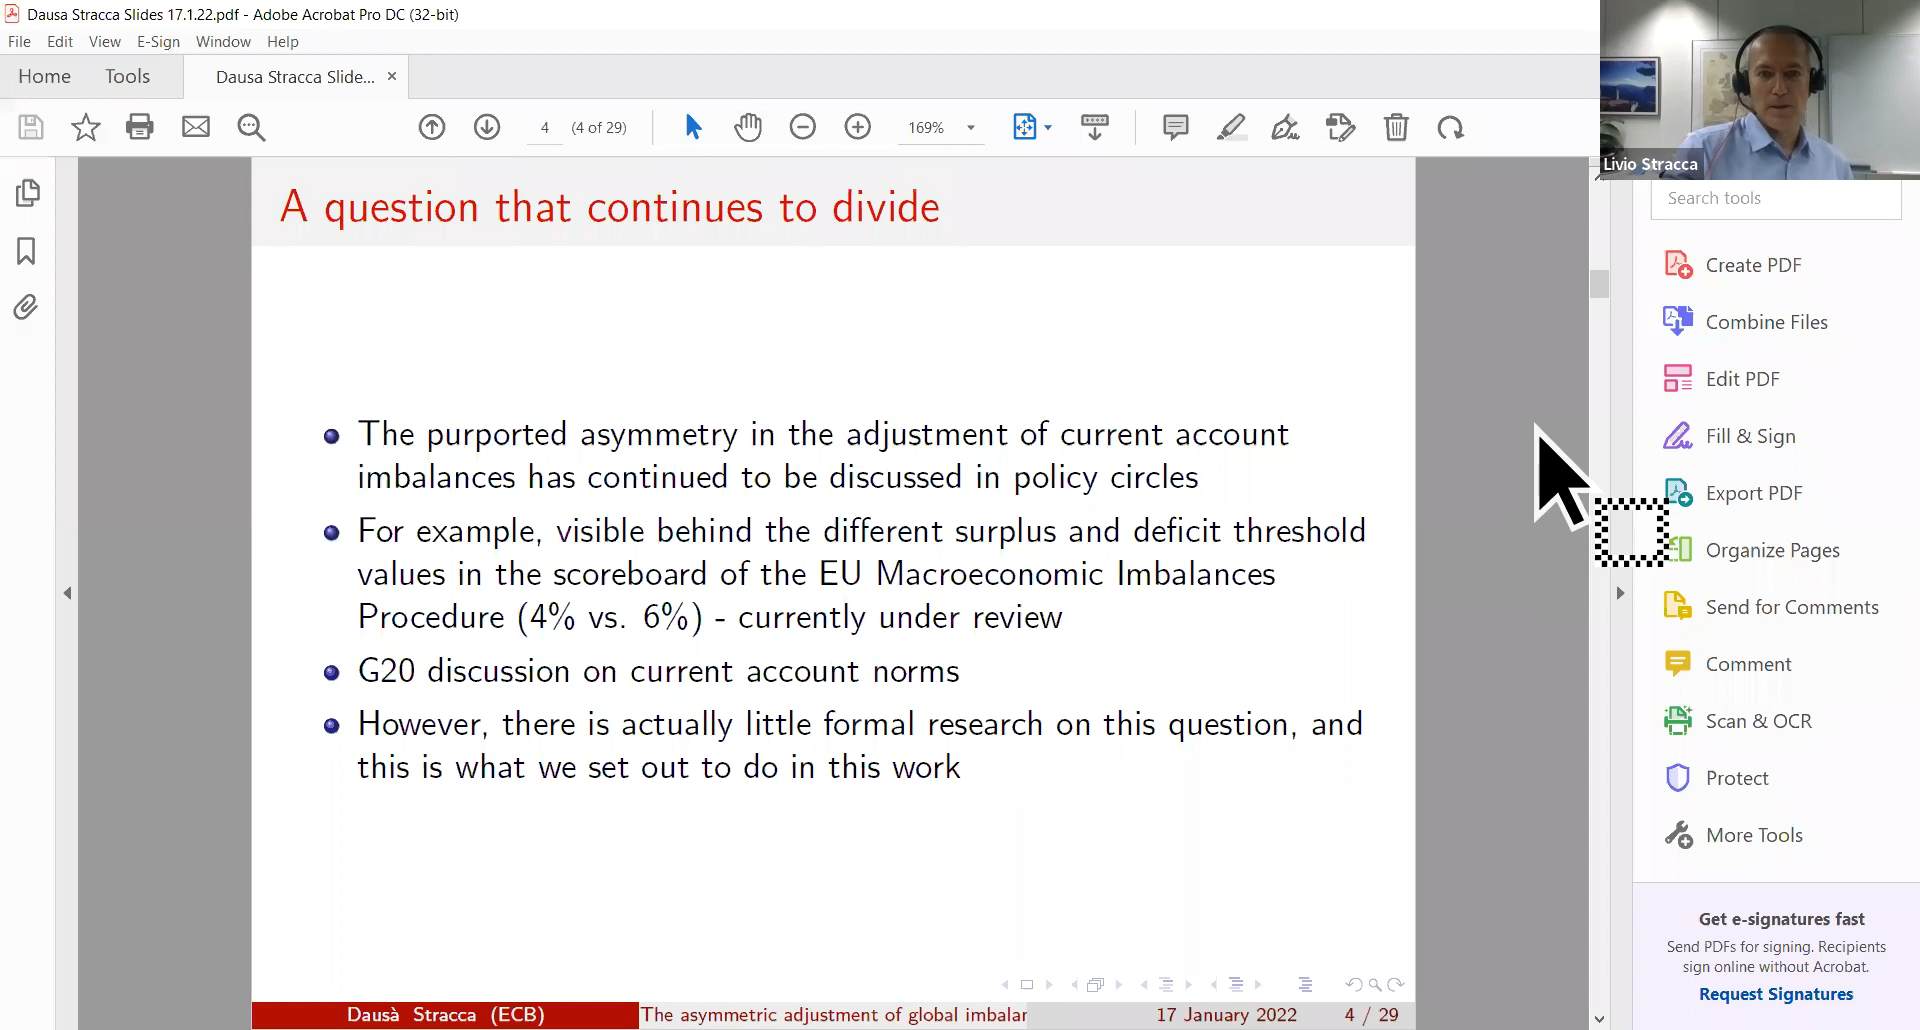 Dausa Stracca Slides 17.1.22.pdf - Adobe Acrobat Pro DC (32-bit)
File Edit View E-Sign Window Help
Home Tools Dausa Stracca Slide... ×
4 (4 of 29) 169%
Livio Stracca
Search tools
A question that continues to divide
The purported asymmetry in the adjustment of current account
imbalances has continued to be discussed in policy circles
For example, visible behind the different surplus and deficit threshold
values in the scoreboard of the EU Macroeconomic Imbalances
Procedure (4% vs. 6%) - currently under review
G20 discussion on current account norms
However, there is actually little formal research on this question, and
this is what we set out to do in this work
Dausà Stracca (ECB) The asymmetric adjustment of global imbalar 17 January 2022 4 / 29
Create PDF
Combine Files
Edit PDF
Fill & Sign
Export PDF
Organize Pages
Send for Comments
Comment
Scan & OCR
Protect
More Tools
Get e-signatures fast
Send PDFs for signing. Recipients
sign online without Acrobat.
Request Signatures